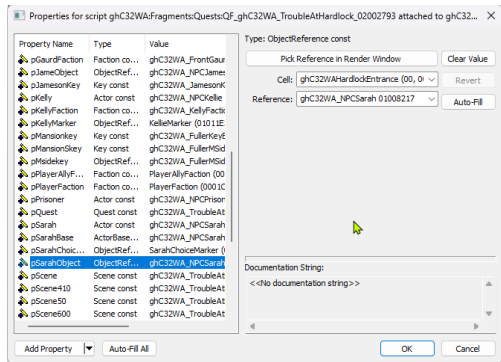 Properties for script ghC32WA:Fragments:Quests:QF_ghC32WA_TroubleAtHardlock_02002793 attached to ghC32...
Property Name Type Value
pGaurdFaction Faction co... ghC32WA_FrontGaur
pJameObject ObjectRef... ghC32WA_NPCJames
pJamesonKey Key const ghC32WA_JamesonK
pKelly Actor const ghC32WA_NPCKellie
pKellyFaction Faction co... ghC32WA_KellyFactic
pKellyMarker ObjectRef... KellieMarker (01011E
pMansionkey Key const ghC32WA_FullerKeyE
pMansionSkey Key const ghC32WA_FullerMSid
pMsidekey ObjectRef... ghC32WA_FullerMSid
pPlayerAllyF... Faction co... PlayerAllyFaction (00
pPlayerFaction Faction co... PlayerFaction (0001C
pPrisoner Actor const ghC32WA_NPCPrison
pQuest Quest const ghC32WA_TroubleAt
pSarah Actor const ghC32WA_NPCSarah
pSarahBase ActorBase... ghC32WA_NPCSarah
pSarahChoic... ObjectRef... SarahChoiceMarker (
pSarahObject ObjectRef... ghC32WA_NPCSarah
pScene Scene const ghC32WA_TroubleAt
pScene410 Scene const ghC32WA_TroubleAt
pScene50 Scene const ghC32WA_TroubleAt
pScene600 Scene const ghC32WA_TroubleAt
Add Property Auto-Fill All
Type: ObjectReference const
Pick Reference in Render Window Clear Value
Cell: ghC32WAHardlockEntrance (00, 0 Revert
Reference: ghC32WA_NPCSarah 01008217 Auto-Fill
Documentation String:
<<No documentation string>>
OK Cancel